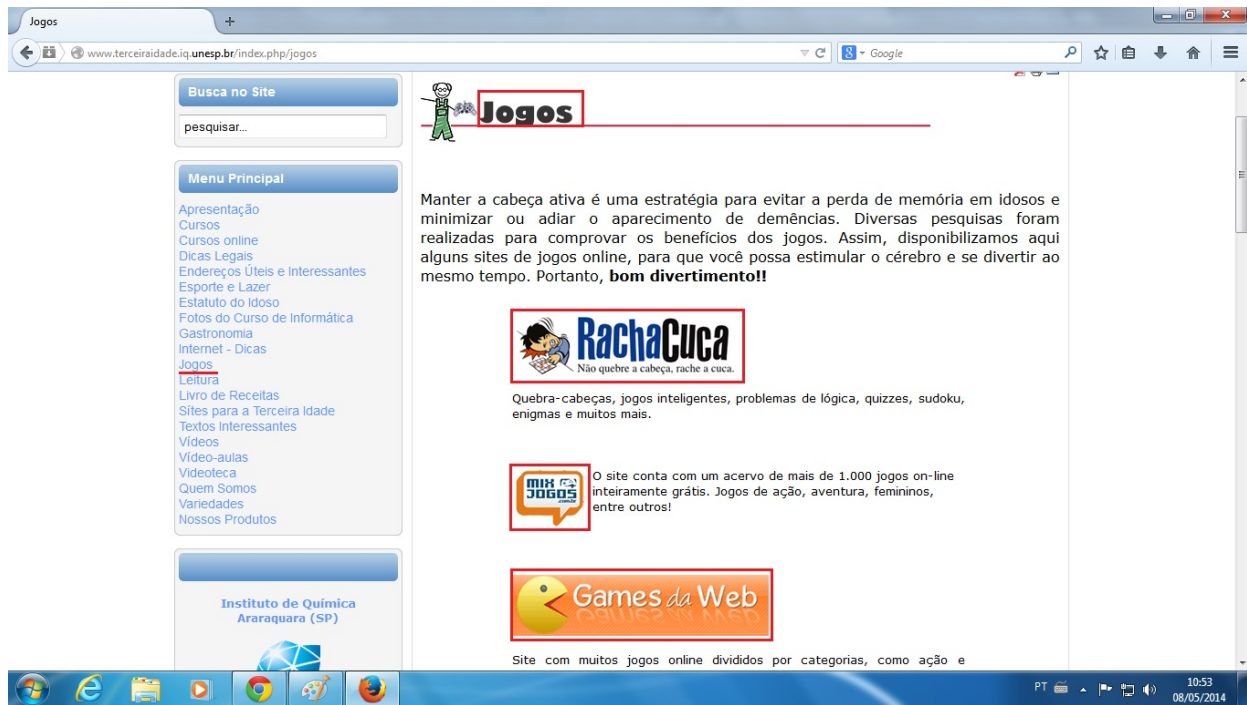 Jogos
www.terceiraidade.iq.unesp.br/index.php/jogos
Google
Busca no Site
pesquisar...
Menu Principal
Apresentação
Cursos
Cursos online
Dicas Legais
Endereços Úteis e Interessantes
Esporte e Lazer
Estatuto do Idoso
Fotos do Curso de Informática
Gastronomia
Internet - Dicas
Jogos
Leitura
Livro de Receitas
Sites para a Terceira Idade
Textos Interessantes
Vídeos
Vídeo-aulas
Videoteca
Quem Somos
Variedades
Nossos Produtos
Instituto de Química
Araraquara (SP)
Jogos
Manter a cabeça ativa é uma estratégia para evitar a perda de memória em idosos e
minimizar ou adiar o aparecimento de demências. Diversas pesquisas foram
realizadas para comprovar os benefícios dos jogos. Assim, disponibilizamos aqui
alguns sites de jogos online, para que você possa estimular o cérebro e se divertir ao
mesmo tempo. Portanto, bom divertimento!!
RachaCuca
Não quebre a cabeça, rache a cuca.
Quebra-cabeças, jogos inteligentes, problemas de lógica, quizzes, sudoku,
enigmas e muitos mais.
MIX
JOGOS
.com.br
O site conta com um acervo de mais de 1.000 jogos on-line
inteiramente grátis. Jogos de ação, aventura, femininos,
entre outros!
Games da Web
Site com muitos jogos online divididos por categorias, como ação e
PT
10:53
08/05/2014